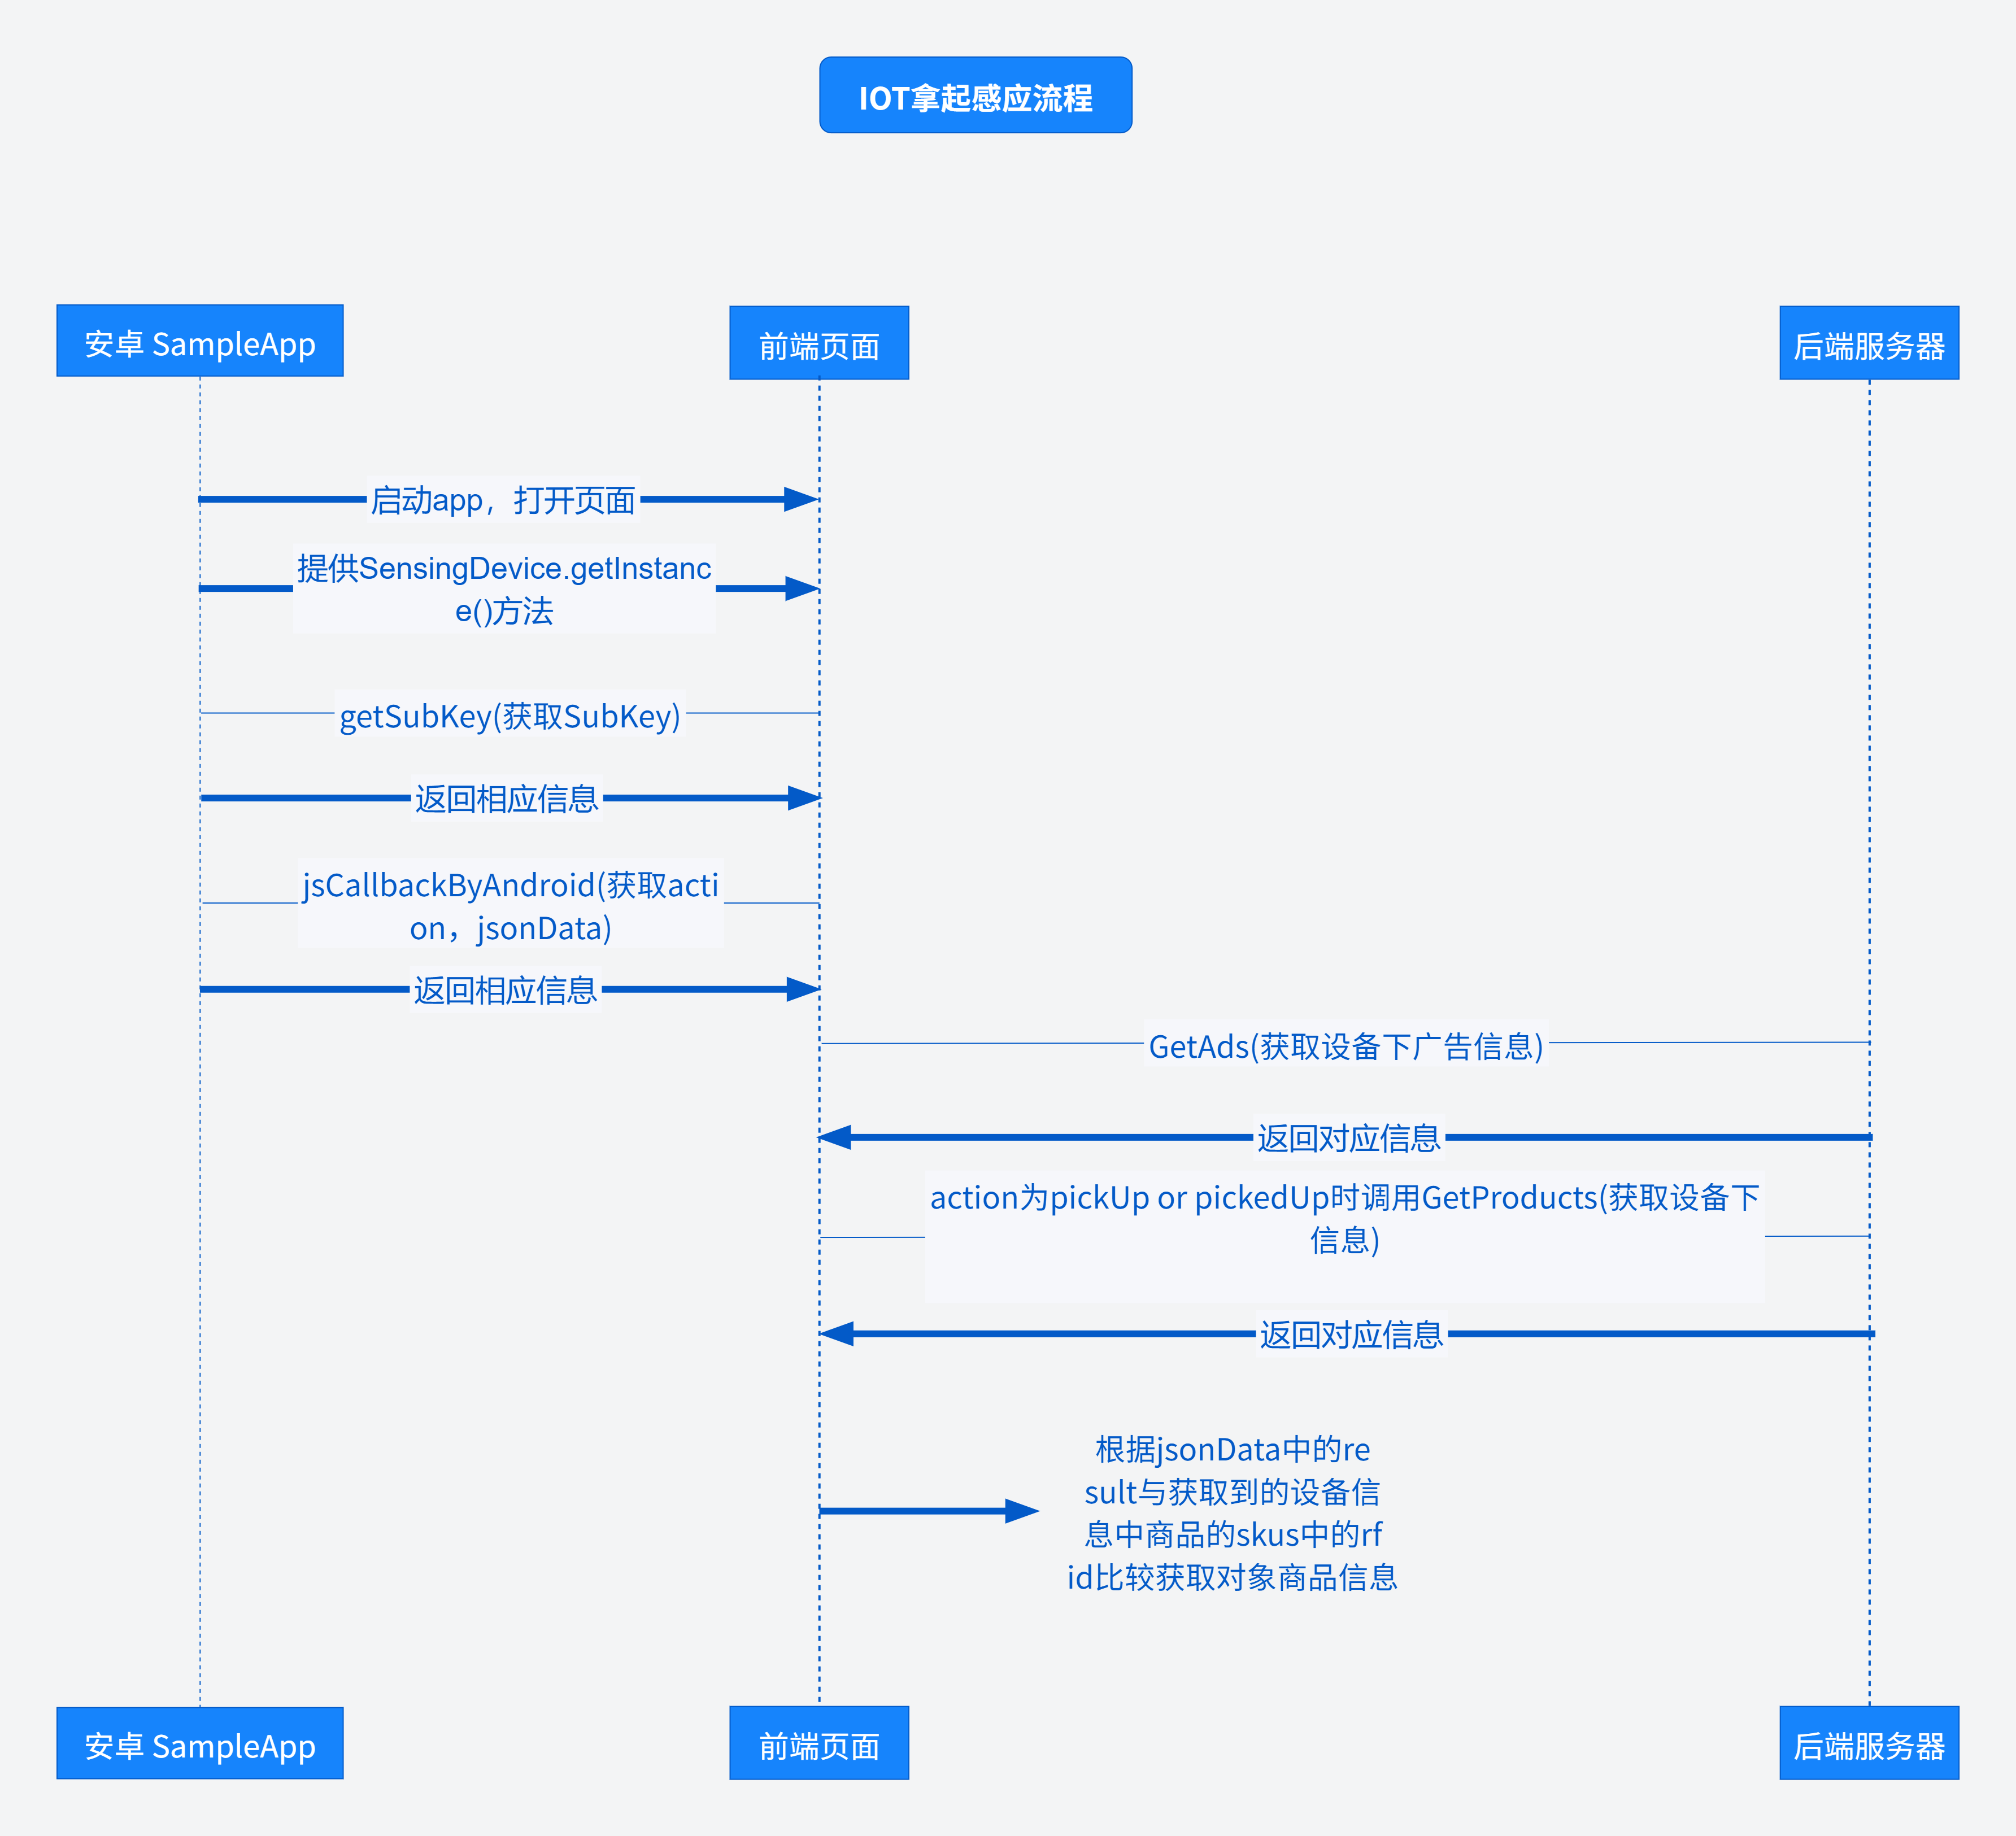 IOT拿起感应流程
安卓 SampleApp
前端页面
后端服务器
启动app，打开页面
提供SensingDevice.getInstanc
e()方法
getSubKey(获取SubKey)
返回相应信息
jsCallbackByAndroid(获取acti
on，jsonData)
返回相应信息
GetAds(获取设备下广告信息)
返回对应信息
action为pickUp or pickedUp时调用GetProducts(获取设备下
信息)
返回对应信息
根据jsonData中的re
sult与获取到的设备信
息中商品的skus中的rf
id比较获取对象商品信息
安卓 SampleApp
前端页面
后端服务器